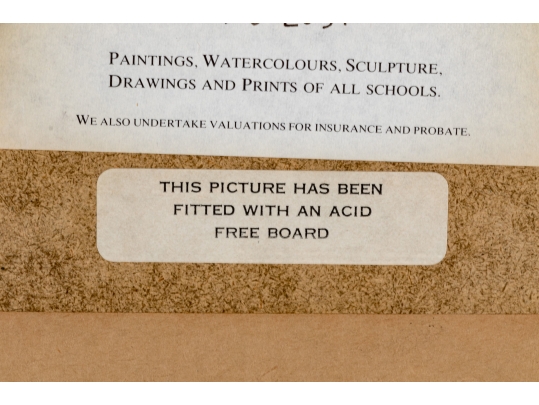 PAINTINGS, WATERCOLOURS, SCULPTURE,
DRAWINGS AND PRINTS OF ALL SCHOOLS.
WE ALSO UNDERTAKE VALUATIONS FOR INSURANCE AND PROBATE.
THIS PICTURE HAS BEEN
FITTED WITH AN ACID
FREE BOARD